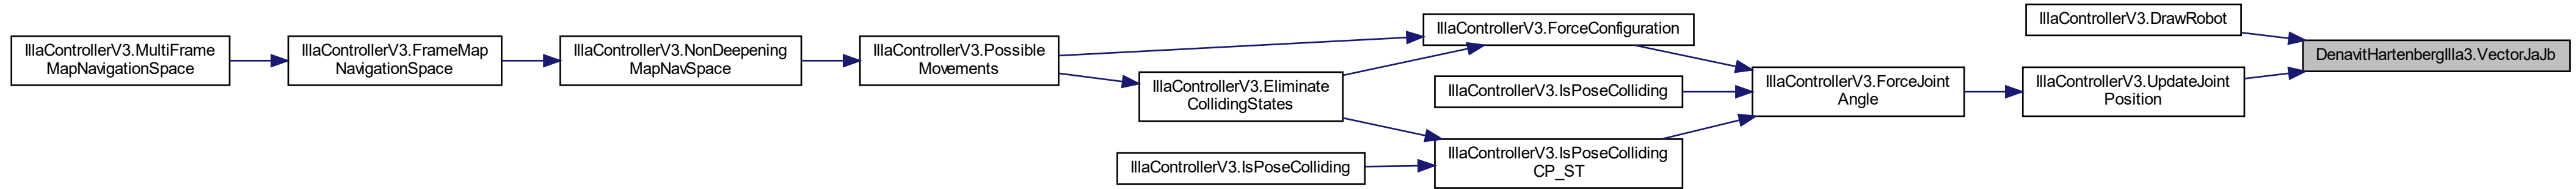 IllaControllerV3.MultiFrame
MapNavigationSpace
IllaControllerV3.FrameMap
NavigationSpace
IllaControllerV3.NonDeepening
MapNavSpace
IllaControllerV3.Possible
Movements
IllaControllerV3.ForceConfiguration
IllaControllerV3.Eliminate
CollidingStates
IllaControllerV3.IsPoseColliding
IllaControllerV3.IsPoseColliding
CP_ST
IllaControllerV3.IsPoseColliding
IllaControllerV3.ForceJoint
Angle
IllaControllerV3.DrawRobot
IllaControllerV3.UpdateJoint
Position
DenavitHartenbergIlla3.VectorJaJb